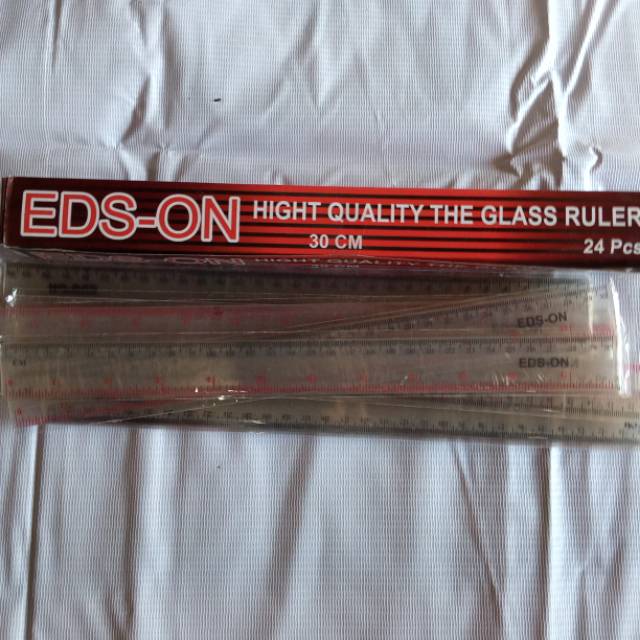 EDS-ON
HIGHT QUALITY THE GLASS RULER
30 CM
24 Pcs
EDS-ON
EDS-ON